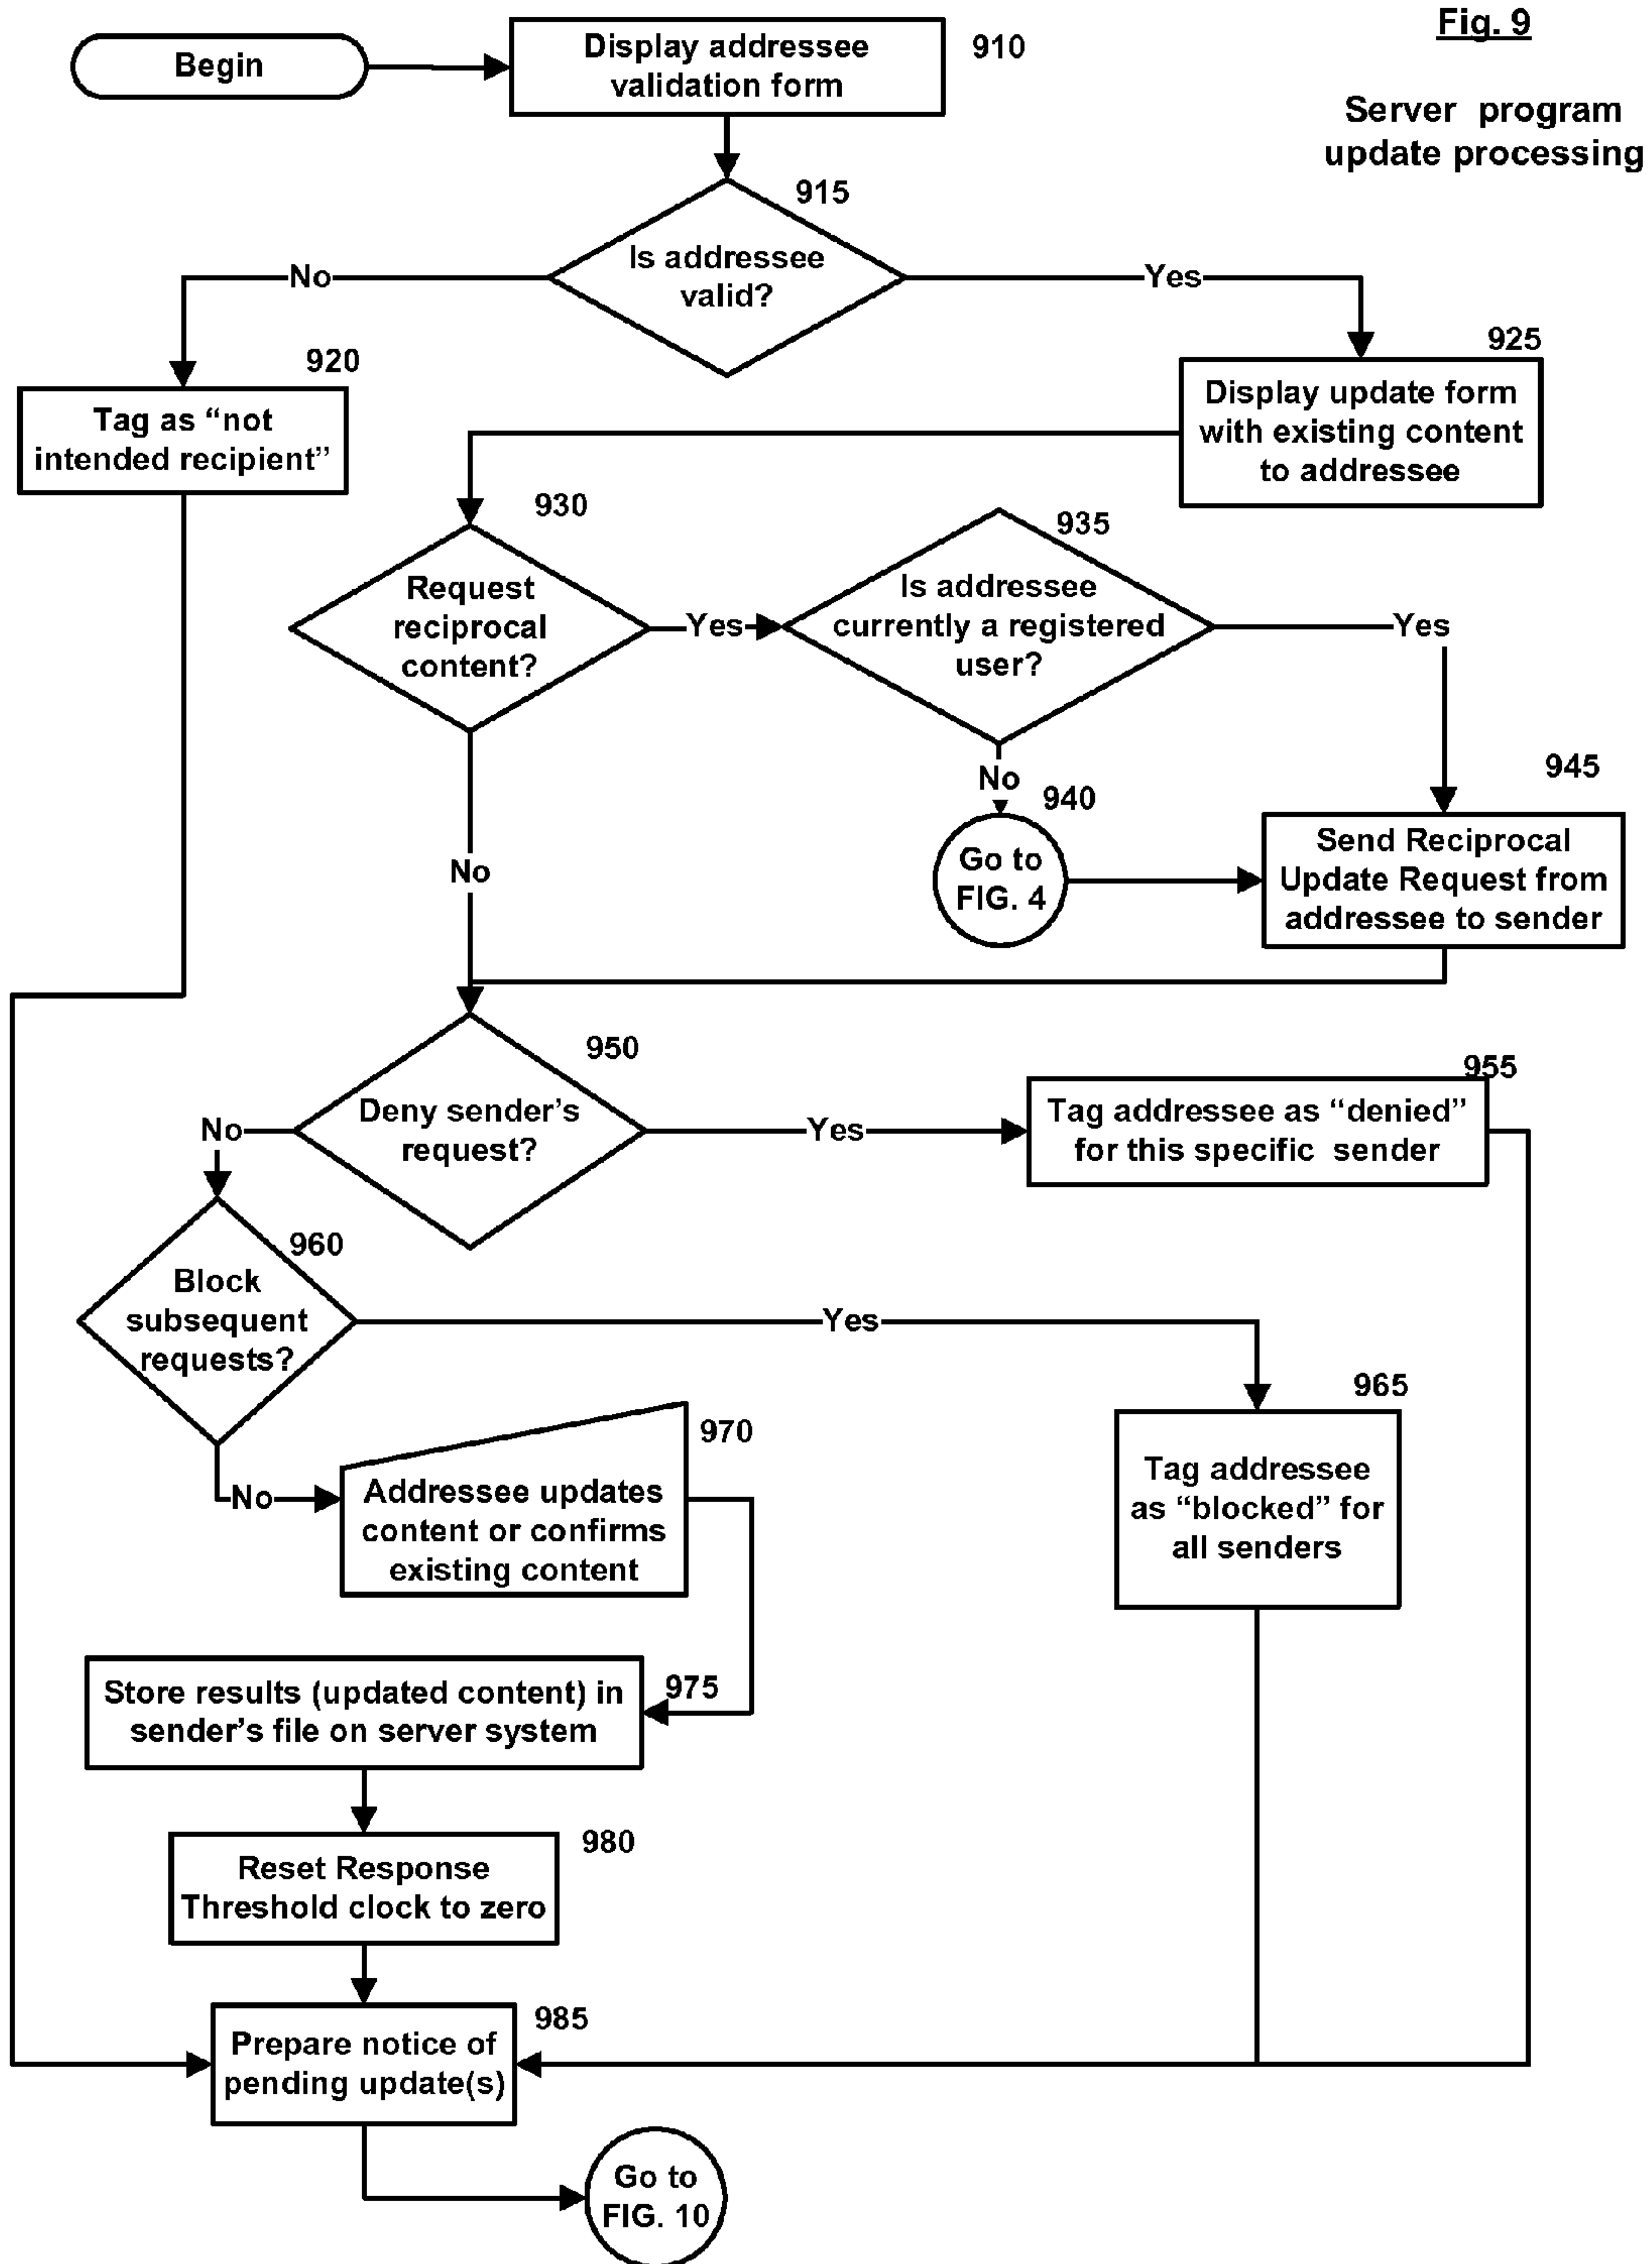 Fig. 9
Server program
update processing
Begin
Display addressee
validation form
910
915
Is addressee
valid?
No
Yes
920
Tag as “not
intended recipient”
925
Display update form
with existing content
to addressee
930
Request
reciprocal
content?
Yes
No
935
Is addressee
currently a registered
user?
Yes
No
940
Go to
FIG. 4
945
Send Reciprocal
Update Request from
addressee to sender
950
Deny sender’s
request?
No
Yes
955
Tag addressee as “denied”
for this specific sender
960
Block
subsequent
requests?
Yes
No
965
Tag addressee
as “blocked” for
all senders
970
Addressee updates
content or confirms
existing content
975
Store results (updated content) in
sender’s file on server system
980
Reset Response
Threshold clock to zero
985
Prepare notice of
pending update(s)
Go to
FIG. 10